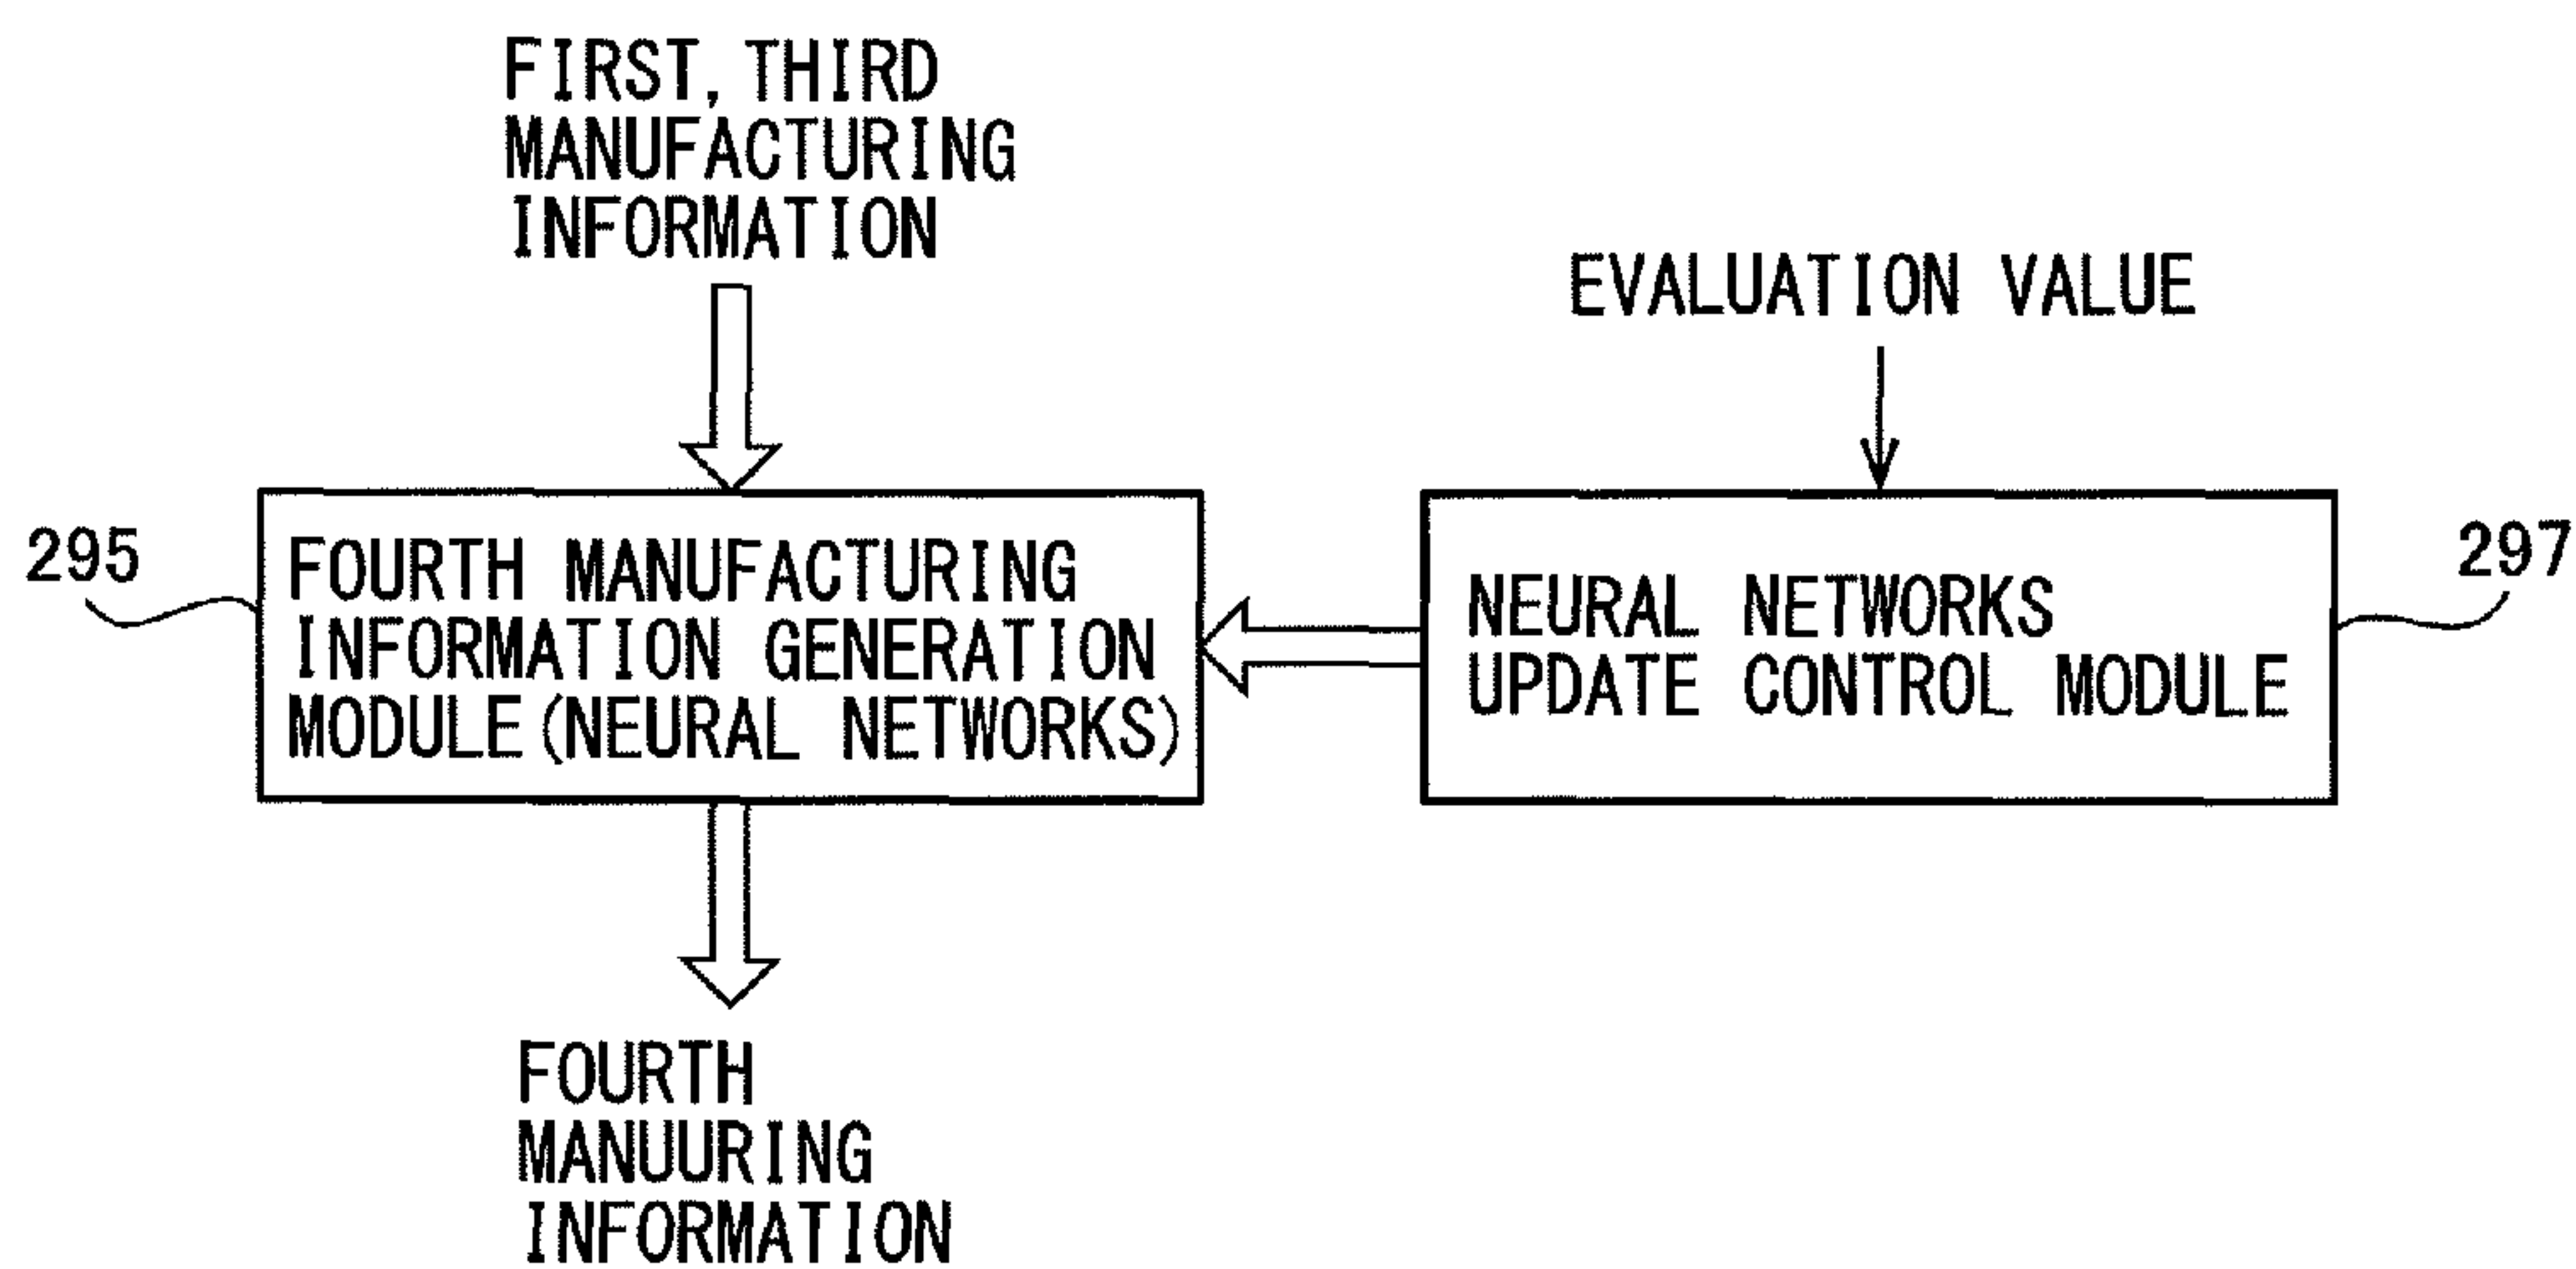 FIRST, THIRD
MANUFACTURING
INFORMATION
EVALUATION VALUE
295
FOURTH MANUFACTURING
INFORMATION GENERATION
MODULE(NEURAL NETWORKS)
NEURAL NETWORKS
UPDATE CONTROL MODULE
297
FOURTH
MANUURING
INFORMATION